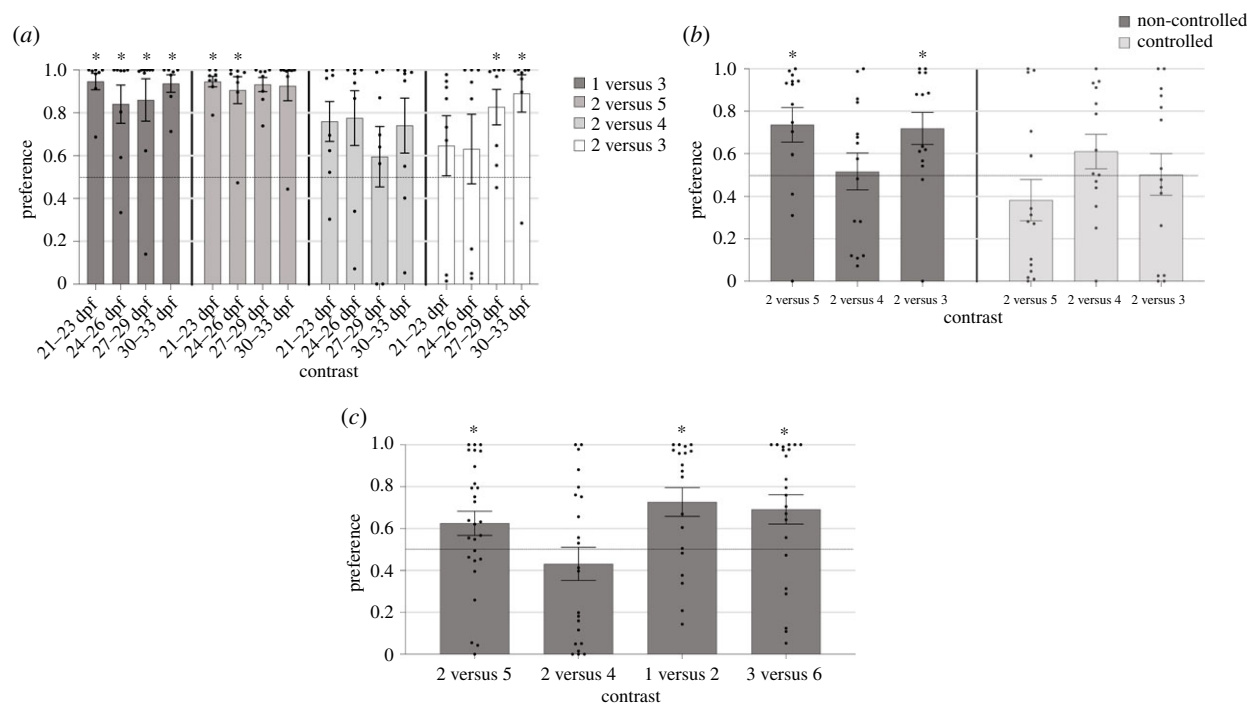 (a)
* * * * * * * *
1.0
0.8
0.6
0.4
0.2
0
preference
21–23 dpf
24–26 dpf
27–29 dpf
30–33 dpf
21–23 dpf
24–26 dpf
27–29 dpf
30–33 dpf
21–23 dpf
24–26 dpf
27–29 dpf
30–33 dpf
21–23 dpf
24–26 dpf
27–29 dpf
30–33 dpf
contrast
1 versus 3
2 versus 5
2 versus 4
2 versus 3
(b)
non-controlled
controlled
* *
1.0
0.8
0.6
0.4
0.2
0
preference
2 versus 5 2 versus 4 2 versus 3 2 versus 5 2 versus 4 2 versus 3
contrast
(c)
* * *
1.0
0.8
0.6
0.4
0.2
0
preference
2 versus 5 2 versus 4 1 versus 2 3 versus 6
contrast